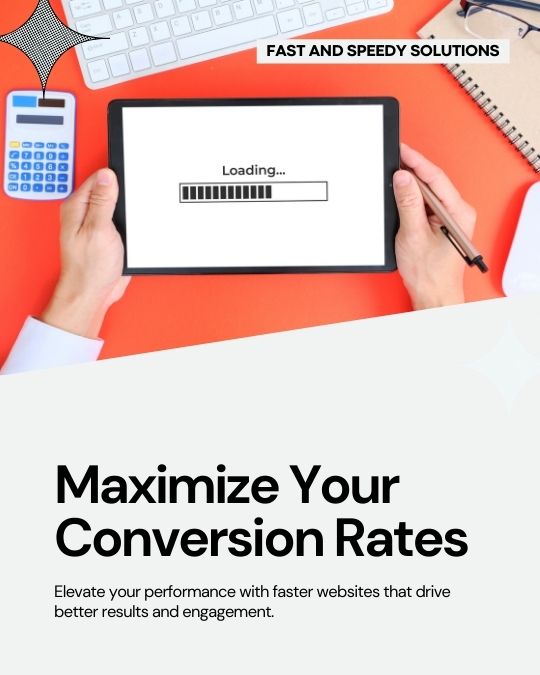 FAST AND SPEEDY SOLUTIONS
Loading...
Maximize Your
Conversion Rates
Elevate your performance with faster websites that drive
better results and engagement.